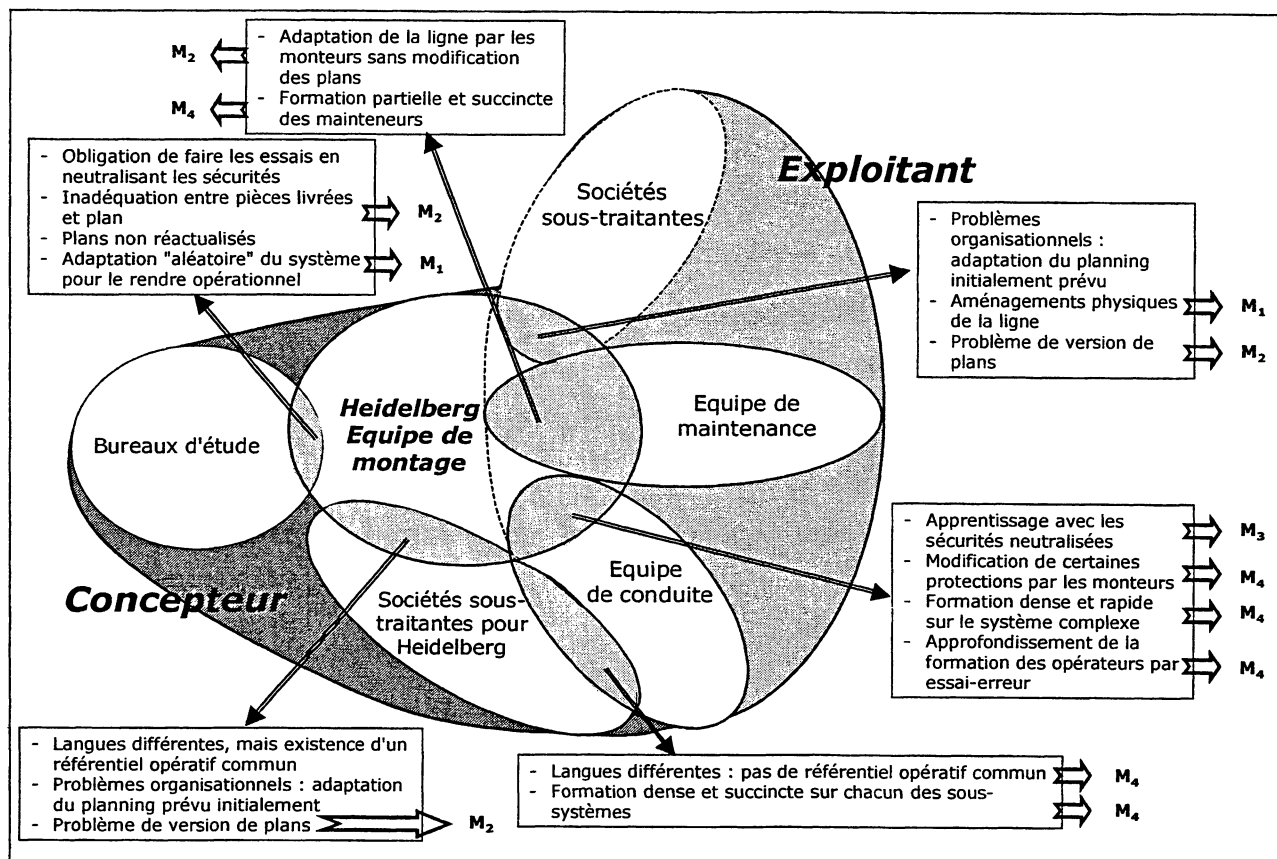 - Adaptation de la ligne par les
monteurs sans modification
des plans
- Formation partielle et succincte
des mainteneurs
M2
M4
- Obligation de faire les essais en
neutralisant les sécurités
- Inadéquation entre pièces livrées
et plan
- Plans non réactualisés
- Adaptation "aléatoire" du système
pour le rendre opérationnel
M2
M1
Sociétés
sous-traitantes
Exploitant
- Problèmes
organisationnels :
adaptation du planning
initialement prévu
- Aménagements physiques
de la ligne
- Problème de version de
plans
M1
M2
Bureaux d'étude
Heidelberg
Equipe de
montage
Equipe de
maintenance
Concepteur
Sociétés sous-
traitantes pour
Heidelberg
Equipe
de conduite
- Apprentissage avec les
sécurités neutralisées
- Modification de certaines
protections par les monteurs
- Formation dense et rapide
sur le système complexe
- Approfondissement de la
formation des opérateurs par
essai-erreur
M3
M4
M4
M4
- Langues différentes, mais existence d'un
référentiel opératif commun
- Problèmes organisationnels : adaptation
du planning prévu initialement
- Problème de version de plans
M2
- Langues différentes : pas de référentiel opératif commun
- Formation dense et succincte sur chacun des sous-
systèmes
M4
M4